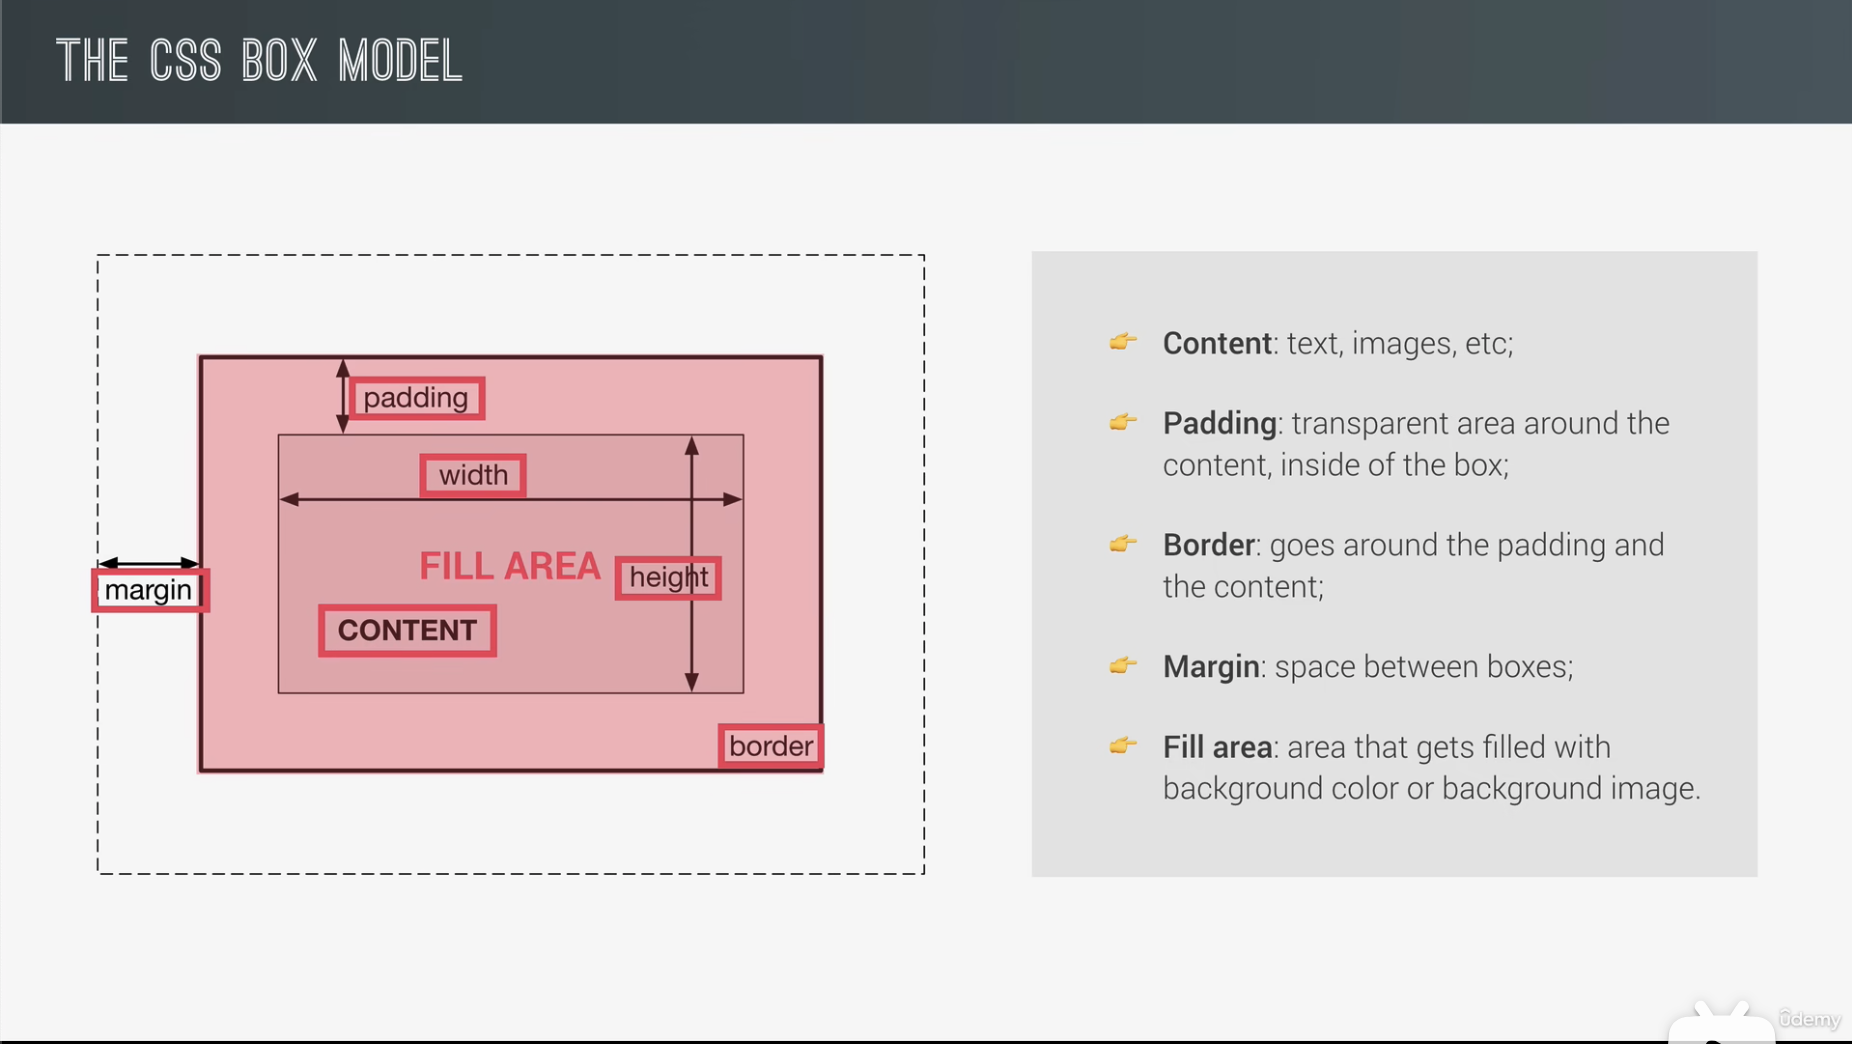 THE CSS BOX MODEL
padding
width
FILL AREA
height
margin
CONTENT
border
Content: text, images, etc;
Padding: transparent area around the
content, inside of the box;
Border: goes around the padding and
the content;
Margin: space between boxes;
Fill area: area that gets filled with
background color or background image.
ûdemy